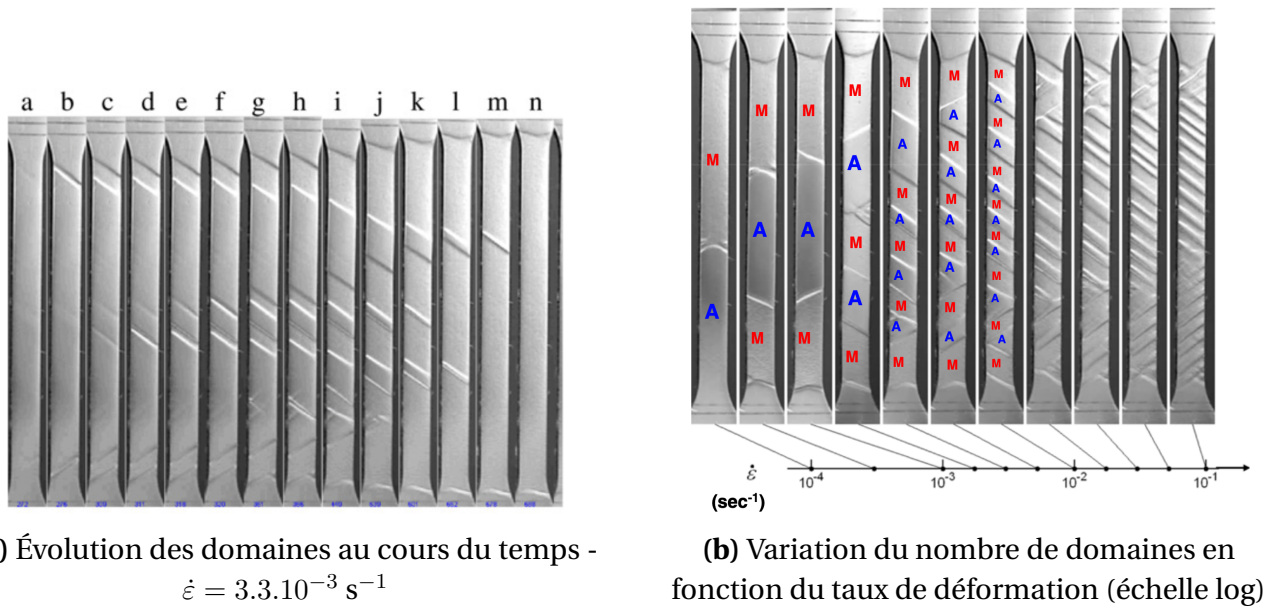 a b c d e f g h i j k l m n
M
A
M
A
M
M
A
M
M
A
M
A
M
M
A
M
A
M
A
M
A
M
M
A
M
A
M
A
M
A
M
A
M
M
A
M
A
M
A
M
A
M
A
M
A
M
A
M
ε̇
(sec⁻¹)
10⁻⁴ 10⁻³ 10⁻² 10⁻¹
) Évolution des domaines au cours du temps -
ε̇ = 3.3.10⁻³ s⁻¹
(b) Variation du nombre de domaines en
fonction du taux de déformation (échelle log)